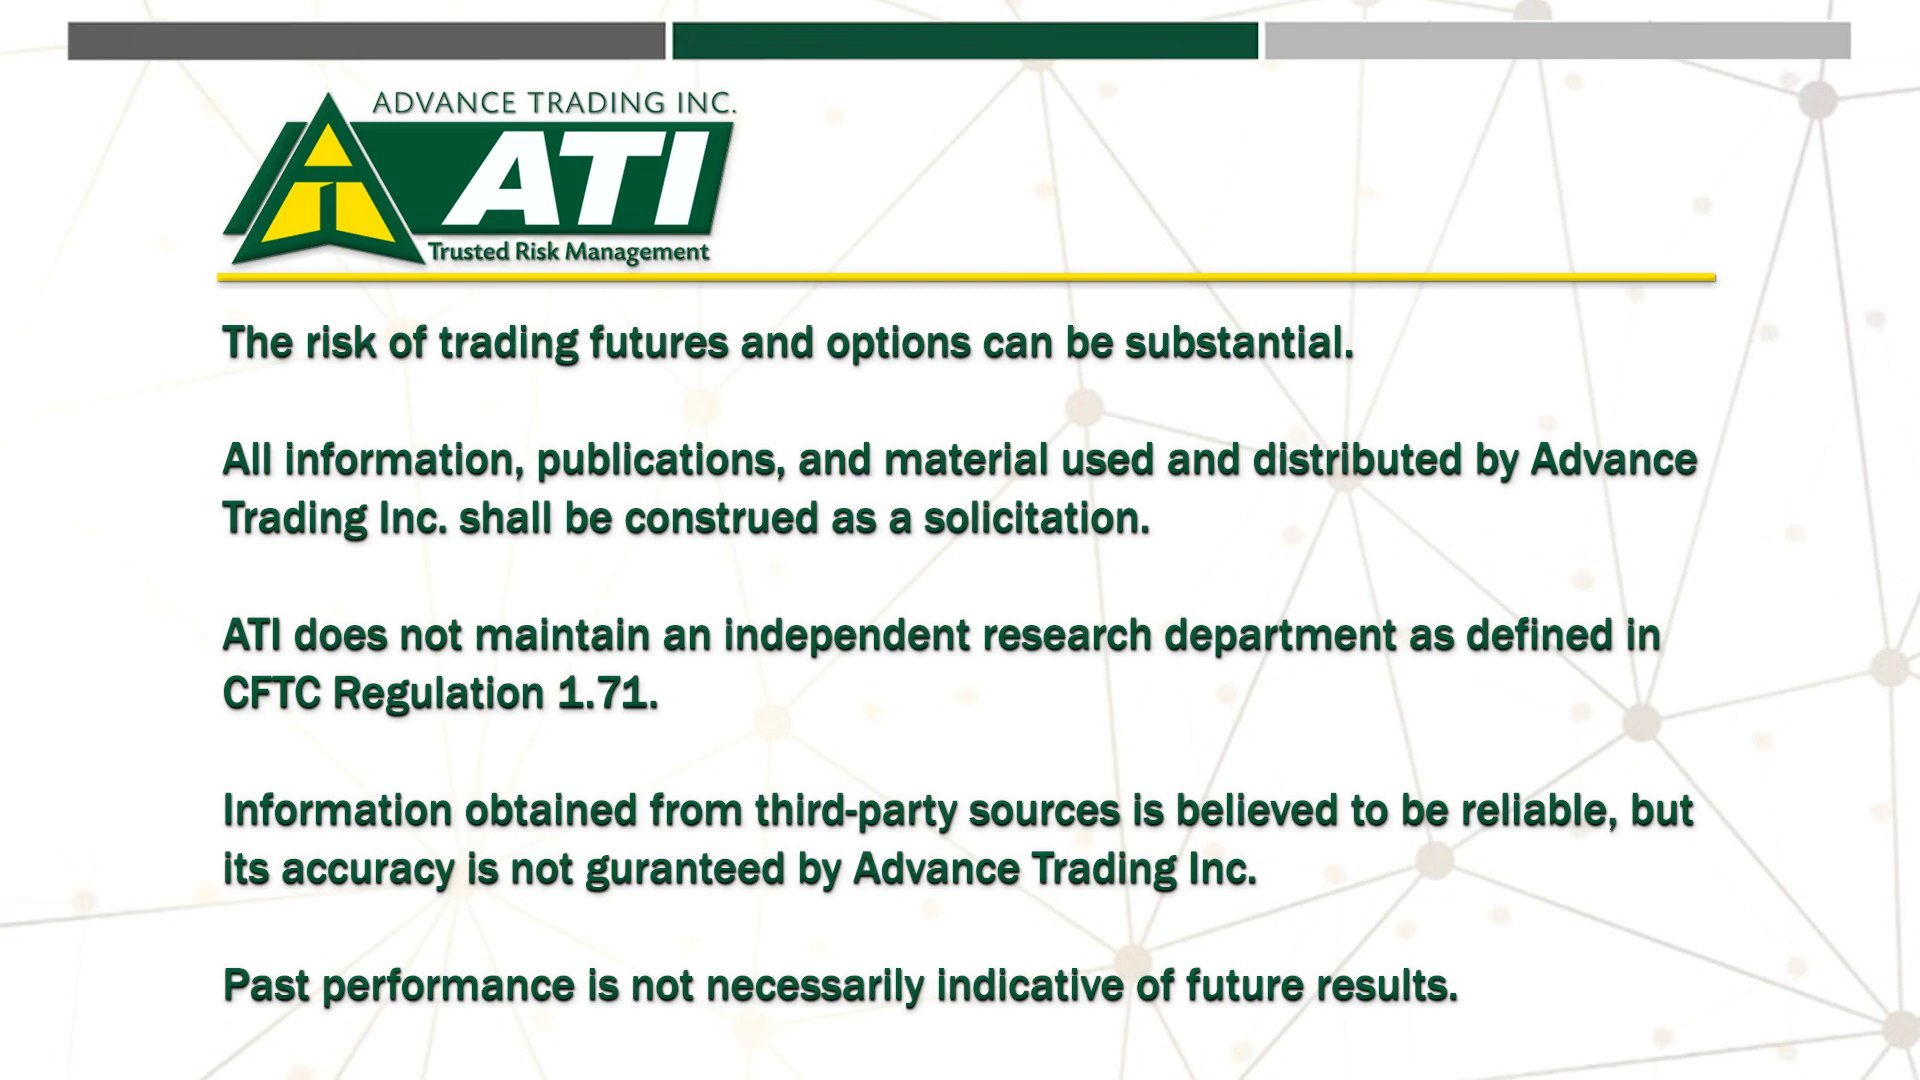 ADVANCE TRADING INC.
ATI
Trusted Risk Management
The risk of trading futures and options can be substantial.
All information, publications, and material used and distributed by Advance
Trading Inc. shall be construed as a solicitation.
ATI does not maintain an independent research department as defined in
CFTC Regulation 1.71.
Information obtained from third-party sources is believed to be reliable, but
its accuracy is not guranteed by Advance Trading Inc.
Past performance is not necessarily indicative of future results.